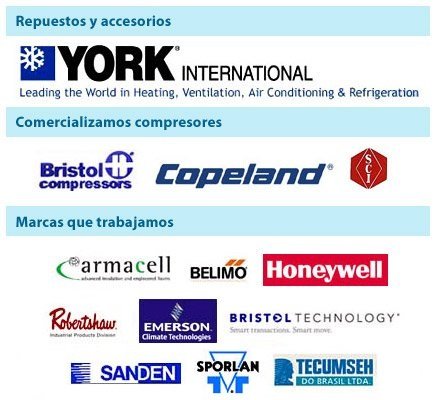 Repuestos y accesorios
YORK® INTERNATIONAL
Leading the World in Heating, Ventilation, Air Conditioning & Refrigeration
Comercializamos compresores
Bristol compressors
Copeland®
SCI
Marcas que trabajamos
armacell
advanced insulation and engineered foams
BELIMO®
Honeywell
Robertshaw®
Industrial Products Division
EMERSON™
Climate Technologies
BRISTOL TECHNOLOGY®
Smart transactions. Smart move.
SANDEN
SPORLAN
TECUMSEH
DO BRASIL LTDA.